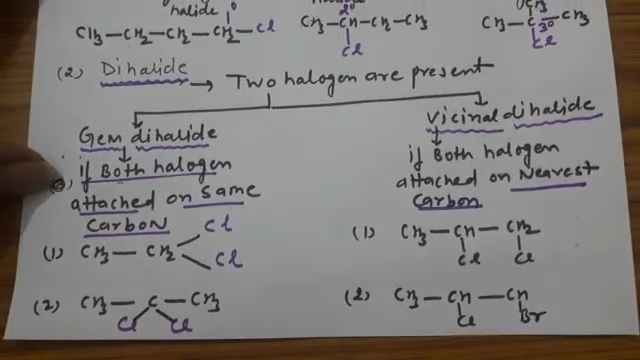 halide
CH3—CH2—CH2—CH2—Cl 1°
CH3—CH—CH2—CH3 2°
Cl
CH3
CH3—C—CH3 3°
Cl
(2) Dihalide → Two halogen are present
Gem dihalide
if Both halogen
attached on same
carbon
(1) CH3—CH2
Cl
Cl
(2) CH3—C—CH3
Cl Cl
Vicinal dihalide
if Both halogen
attached on Nearest
Carbon
(1) CH3—CH—CH2
Cl Cl
(2) CH3—CH—CH
Cl Br